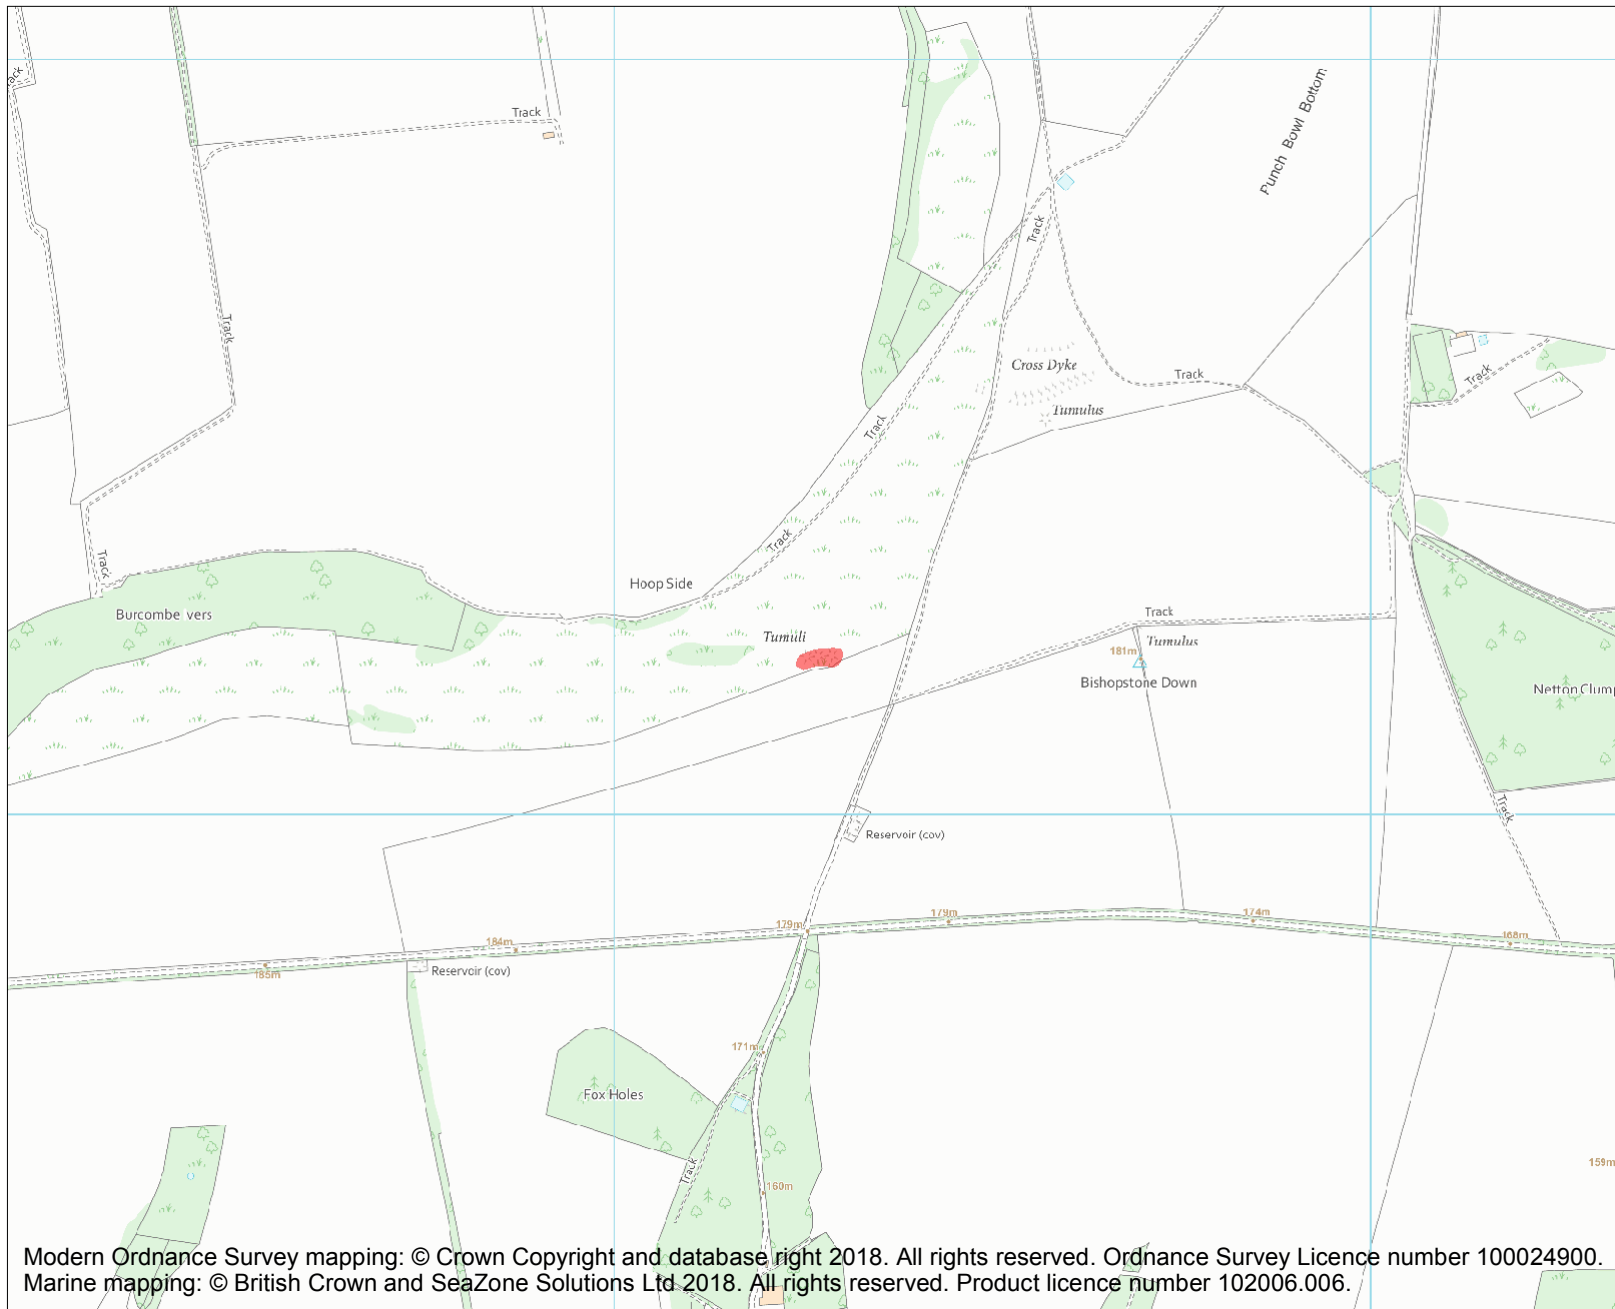 Track
Punch Bowl Bottom
Track
Track
Cross Dyke
Track
Track
Tumulus
Track
Track
Track
Hoop Side
Burcombe vers
Tumuli
Track
Tumulus
181m
Bishopstone Down
Netton Clump
Track
Reservoir (cov)
179m
179m
174m
184m
168m
185m
Reservoir (cov)
171m
Fox Holes
159m
Track
160m
Modern Ordnance Survey mapping: © Crown Copyright and database right 2018. All rights reserved. Ordnance Survey Licence number 100024900.
Marine mapping: © British Crown and SeaZone Solutions Ltd 2018. All rights reserved. Product licence number 102006.006.